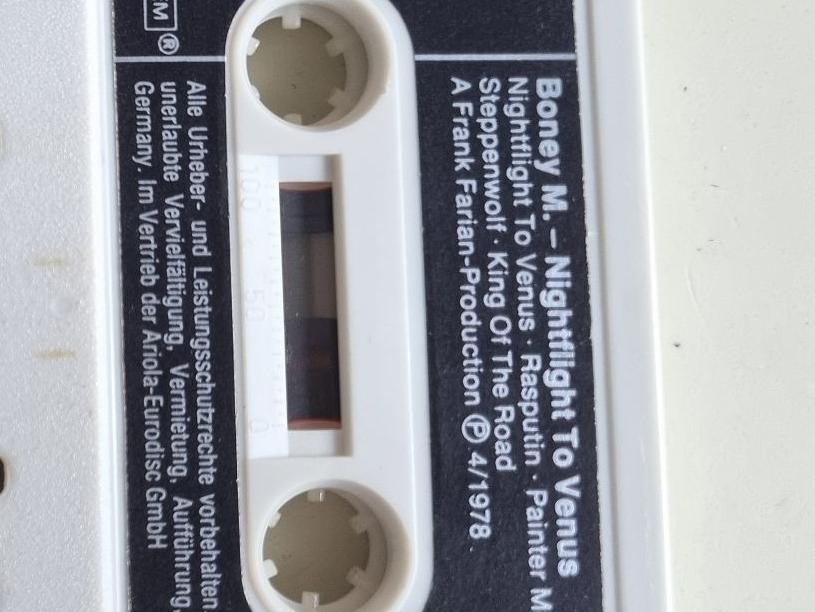 Boney M. – Nightflight To Venus
Nightflight To Venus · Rasputin · Painter M
Steppenwolf · King Of The Road
A Frank Farian-Production Ⓟ 4/1978
100 50 0
EM ®
Alle Urheber- und Leistungsschutzrechte vorbehalten.
unerlaubte Vervielfältigung, Vermietung, Aufführung,
Germany. Im Vertrieb der Ariola-Eurodisc GmbH